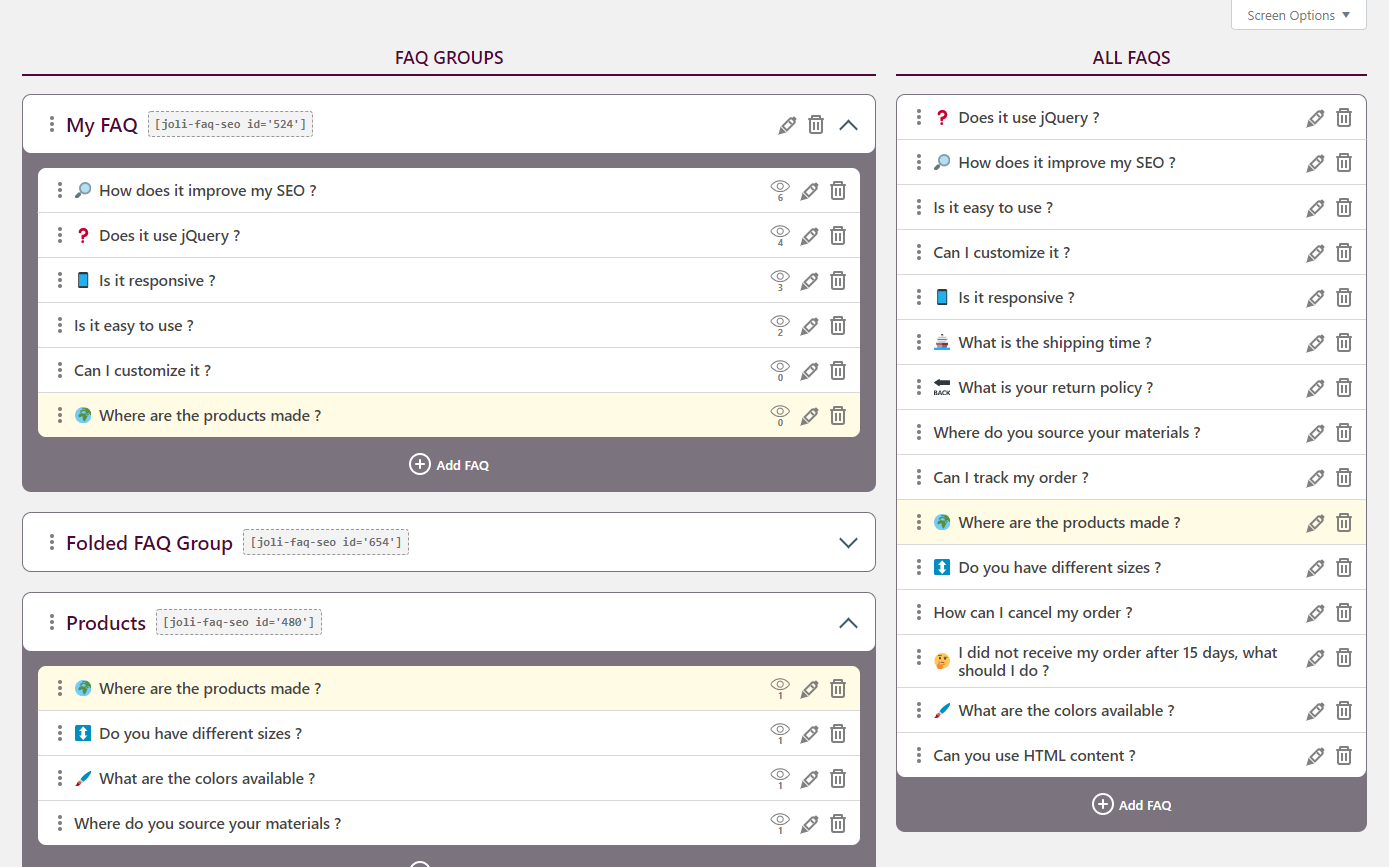 Screen Options
FAQ GROUPS
My FAQ
[joli-faq-seo id='524']
How does it improve my SEO ?
6
Does it use jQuery ?
4
Is it responsive ?
3
Is it easy to use ?
2
Can I customize it ?
0
Where are the products made ?
0
Add FAQ
Folded FAQ Group
[joli-faq-seo id='654']
Products
[joli-faq-seo id='480']
Where are the products made ?
1
Do you have different sizes ?
1
What are the colors available ?
1
Where do you source your materials ?
1
ALL FAQS
Does it use jQuery ?
How does it improve my SEO ?
Is it easy to use ?
Can I customize it ?
Is it responsive ?
What is the shipping time ?
BACK
What is your return policy ?
Where do you source your materials ?
Can I track my order ?
Where are the products made ?
Do you have different sizes ?
How can I cancel my order ?
I did not receive my order after 15 days, what
should I do ?
What are the colors available ?
Can you use HTML content ?
Add FAQ